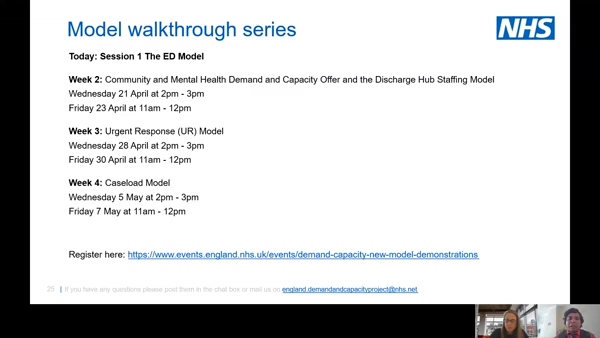 Model walkthrough series
NHS
Today: Session 1 The ED Model
Week 2: Community and Mental Health Demand and Capacity Offer and the Discharge Hub Staffing Model
Wednesday 21 April at 2pm - 3pm
Friday 23 April at 11am - 12pm
Week 3: Urgent Response (UR) Model
Wednesday 28 April at 2pm - 3pm
Friday 30 April at 11am - 12pm
Week 4: Caseload Model
Wednesday 5 May at 2pm - 3pm
Friday 7 May at 11am - 12pm
Register here: https://www.events.england.nhs.uk/events/demand-capacity-new-model-demonstrations
25 | If you have any questions please post them in the chat box or mail us on england.demandandcapacityproject@nhs.net